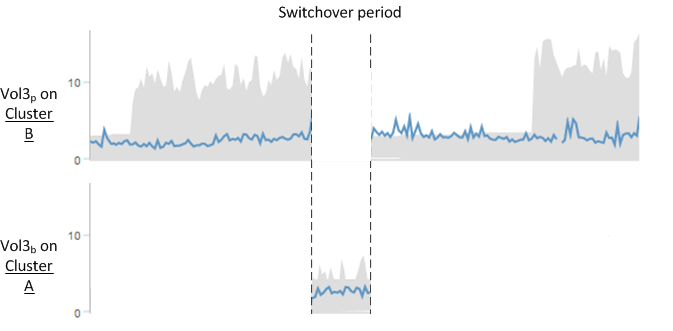 Switchover period
Vol3p on
Cluster
B
10
0
Vol3b on
Cluster
A
10
0